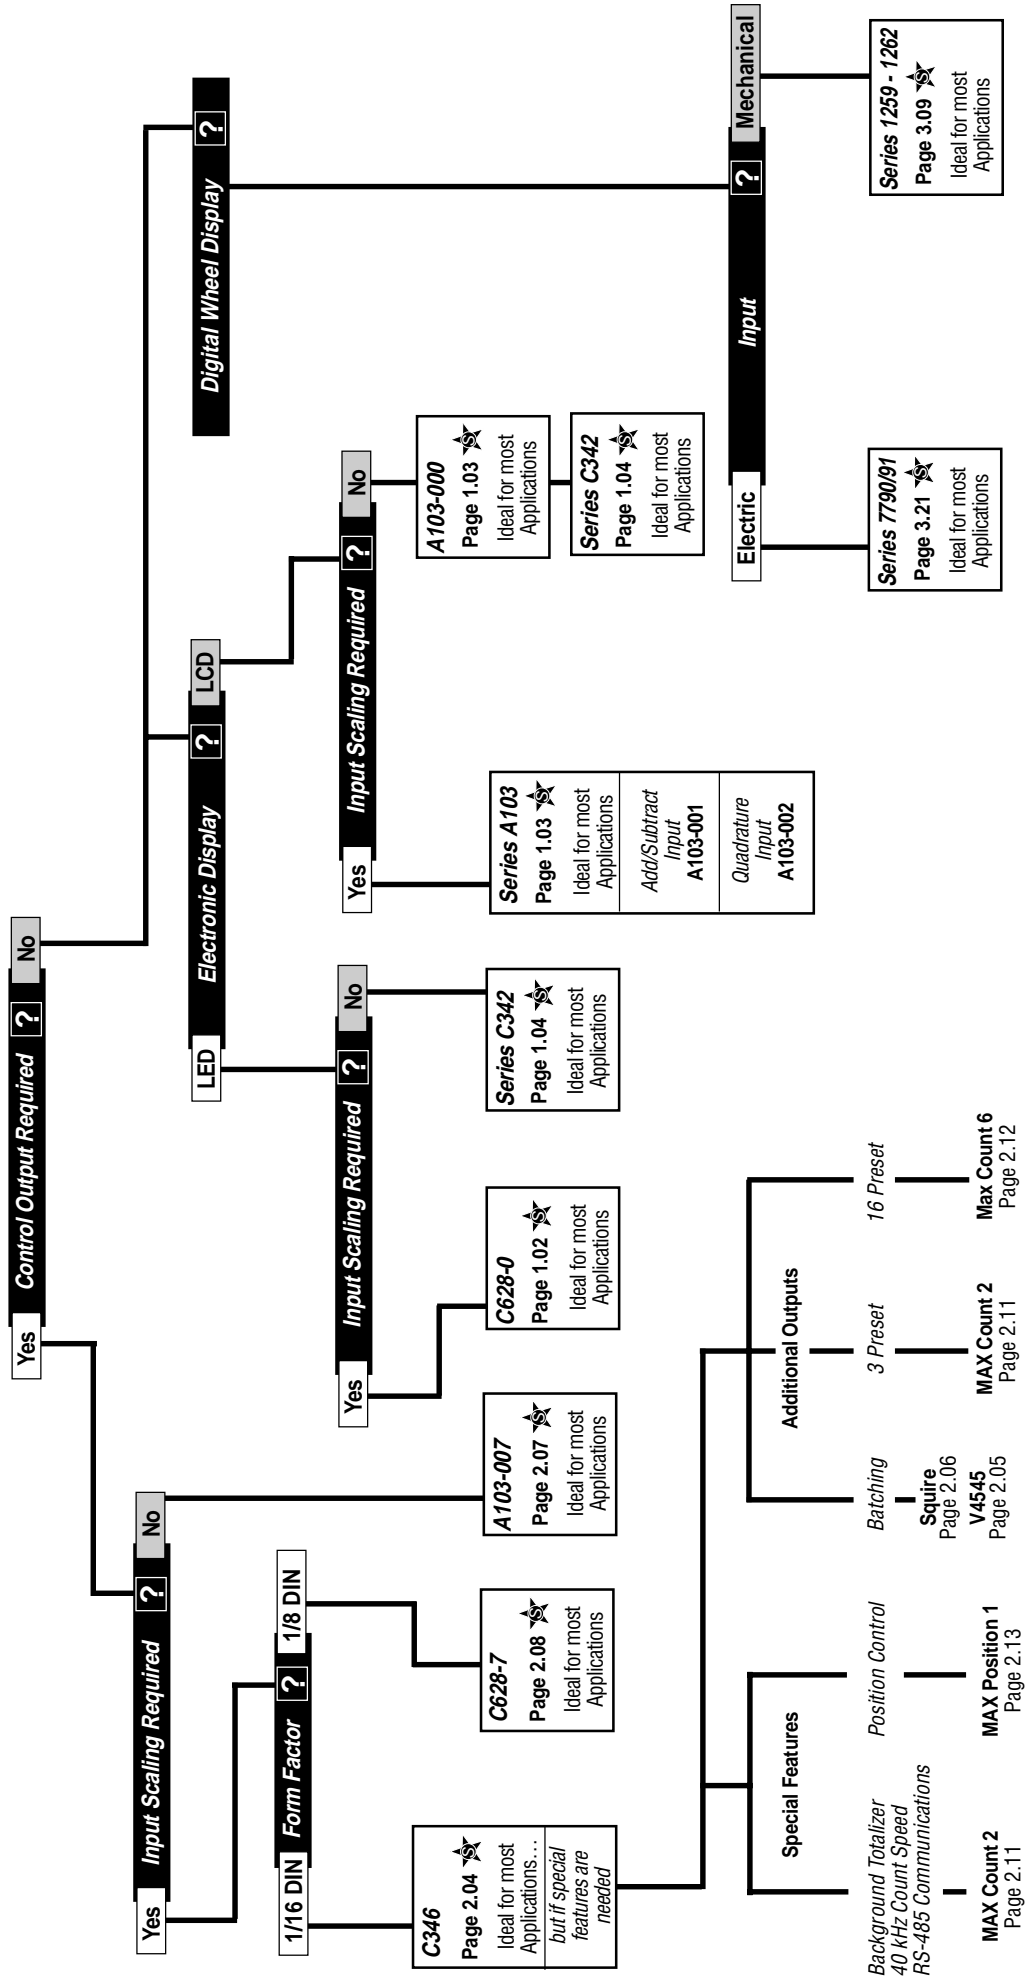 Control Output Required ?
Yes
No
Input Scaling Required ?
Yes
No
Form Factor ?
1/16 DIN
1/8 DIN
C346
Page 2.04 S
Ideal for most
Applications…
but if special
features are
needed
C628-7
Page 2.08 S
Ideal for most
Applications
A103-007
Page 2.07 S
Ideal for most
Applications
Special Features
Background Totalizer
40 kHz Count Speed
RS-485 Communications
MAX Count 2
Page 2.11
Position Control
MAX Position 1
Page 2.13
Additional Outputs
Batching
Squire
Page 2.06
V4545
Page 2.05
3 Preset
MAX Count 2
Page 2.11
16 Preset
Max Count 6
Page 2.12
Electronic Display ?
LED
LCD
Input Scaling Required ?
Yes
No
C628-0
Page 1.02 S
Ideal for most
Applications
Series C342
Page 1.04 S
Ideal for most
Applications
Input Scaling Required ?
Yes
No
Series A103
Page 1.03 S
Ideal for most
Applications
Add/Subtract
Input
A103-001
Quadrature
Input
A103-002
A103-000
Page 1.03 S
Ideal for most
Applications
Series C342
Page 1.04 S
Ideal for most
Applications
Digital Wheel Display ?
Input ?
Electric
Mechanical
Series 7790/91
Page 3.21 S
Ideal for most
Applications
Series 1259 - 1262
Page 3.09 S
Ideal for most
Applications